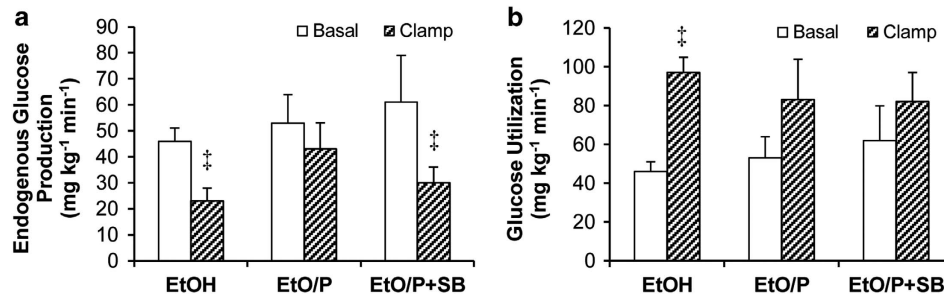 a
Endogenous Glucose
Production
(mg kg⁻¹ min⁻¹)
90
80
70
60
50
40
30
20
10
0
Basal Clamp
‡
‡
EtOH EtO/P EtO/P+SB
b
Glucose Utilization
(mg kg⁻¹ min⁻¹)
120
100
80
60
40
20
0
Basal Clamp
‡
EtOH EtO/P EtO/P+SB